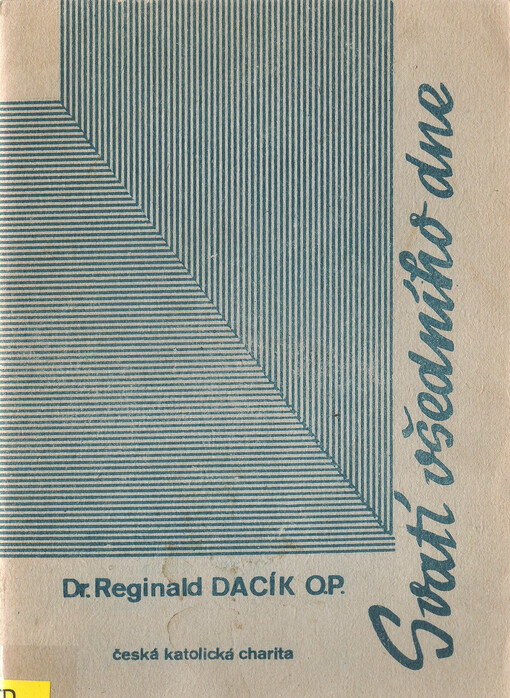 Svatí všedního dne
Dr. Reginald DACÍK O.P.
česká katolická charita